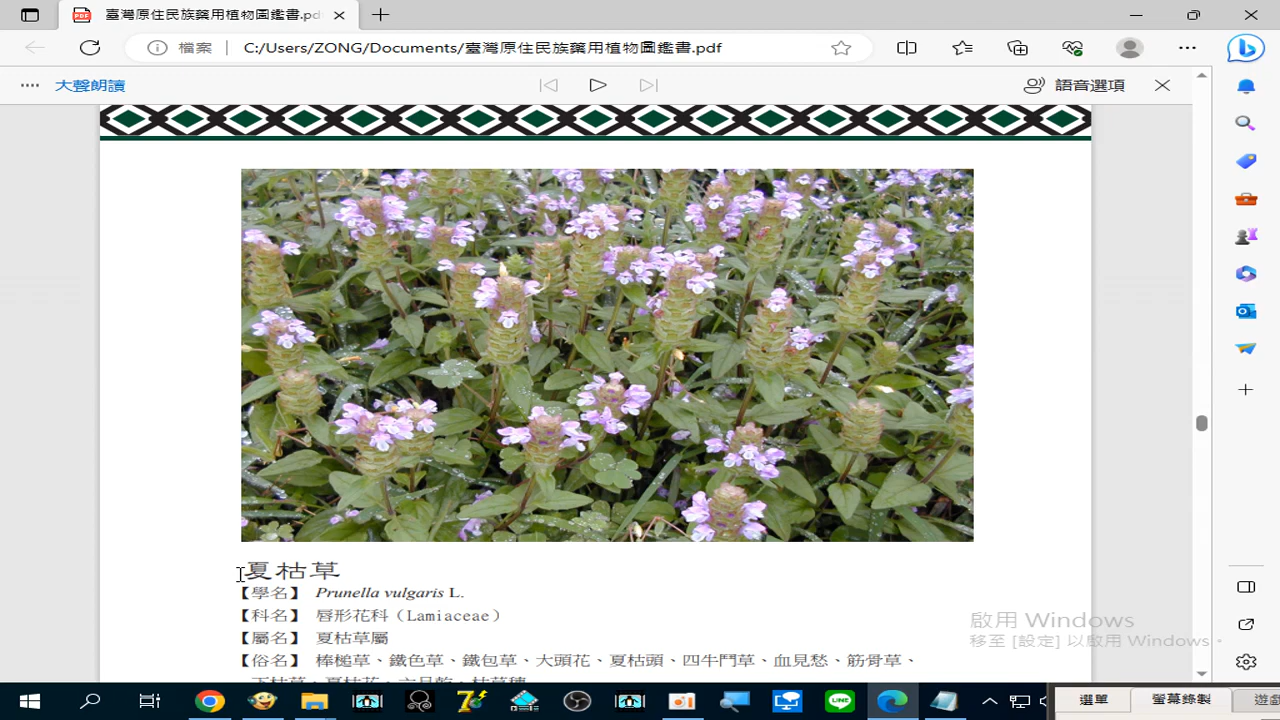 臺灣原住民族藥用植物圖鑑書.pd
檔案 C:/Users/ZONG/Documents/臺灣原住民族藥用植物圖鑑書.pdf
大聲朗讀 語音選項
夏枯草
【學名】 Prunella vulgaris L.
【科名】 唇形花科（Lamiaceae）
【屬名】 夏枯草屬
【俗名】 棒槌草、鐵色草、鐵包草、大頭花、夏枯頭、四牛鬥草、血見愁、筋骨草、
啟用 Windows
移至 [設定] 以啟用 Windows。
選單 螢幕錄製